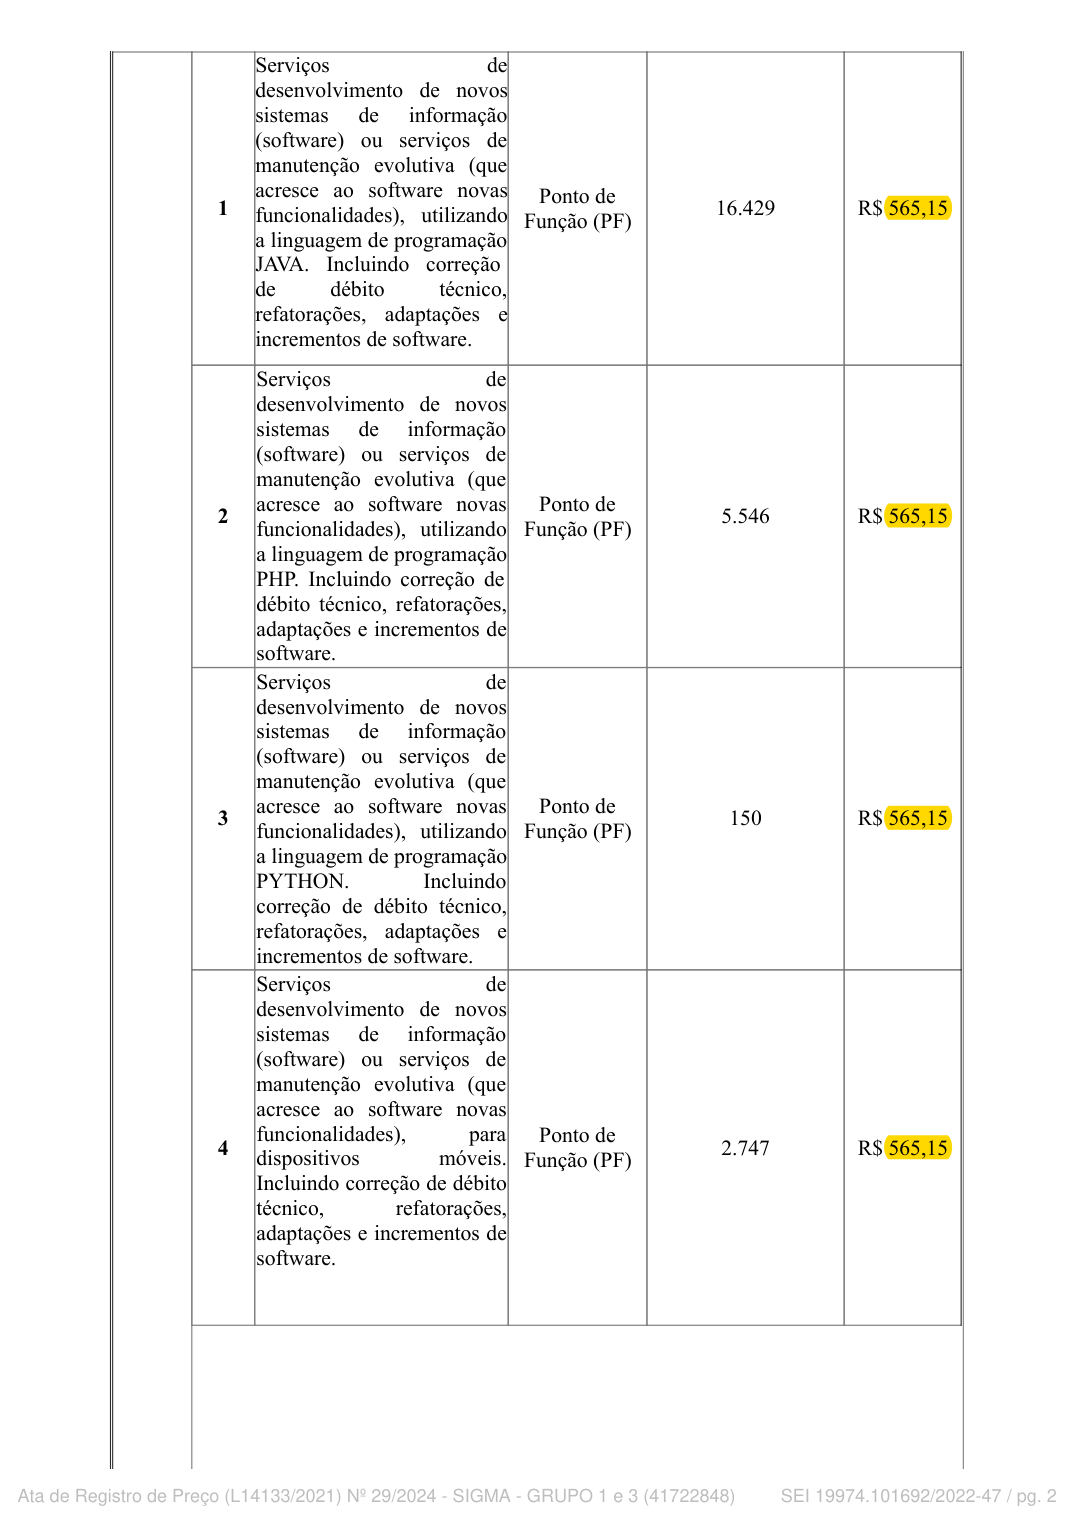 Serviços de
desenvolvimento de novos
sistemas de informação
(software) ou serviços de
manutenção evolutiva (que
acresce ao software novas
funcionalidades), utilizando
a linguagem de programação
JAVA. Incluindo correção
de débito técnico,
refatorações, adaptações e
incrementos de software.
1
Ponto de
Função (PF)
16.429
R$ 565,15
Serviços de
desenvolvimento de novos
sistemas de informação
(software) ou serviços de
manutenção evolutiva (que
acresce ao software novas
funcionalidades), utilizando
a linguagem de programação
PHP. Incluindo correção de
débito técnico, refatorações,
adaptações e incrementos de
software.
2
Ponto de
Função (PF)
5.546
R$ 565,15
Serviços de
desenvolvimento de novos
sistemas de informação
(software) ou serviços de
manutenção evolutiva (que
acresce ao software novas
funcionalidades), utilizando
a linguagem de programação
PYTHON. Incluindo
correção de débito técnico,
refatorações, adaptações e
incrementos de software.
3
Ponto de
Função (PF)
150
R$ 565,15
Serviços de
desenvolvimento de novos
sistemas de informação
(software) ou serviços de
manutenção evolutiva (que
acresce ao software novas
funcionalidades), para
dispositivos móveis.
Incluindo correção de débito
técnico, refatorações,
adaptações e incrementos de
software.
4
Ponto de
Função (PF)
2.747
R$ 565,15
Ata de Registro de Preço (L14133/2021) Nº 29/2024 - SIGMA - GRUPO 1 e 3 (41722848) SEI 19974.101692/2022-47 / pg. 2